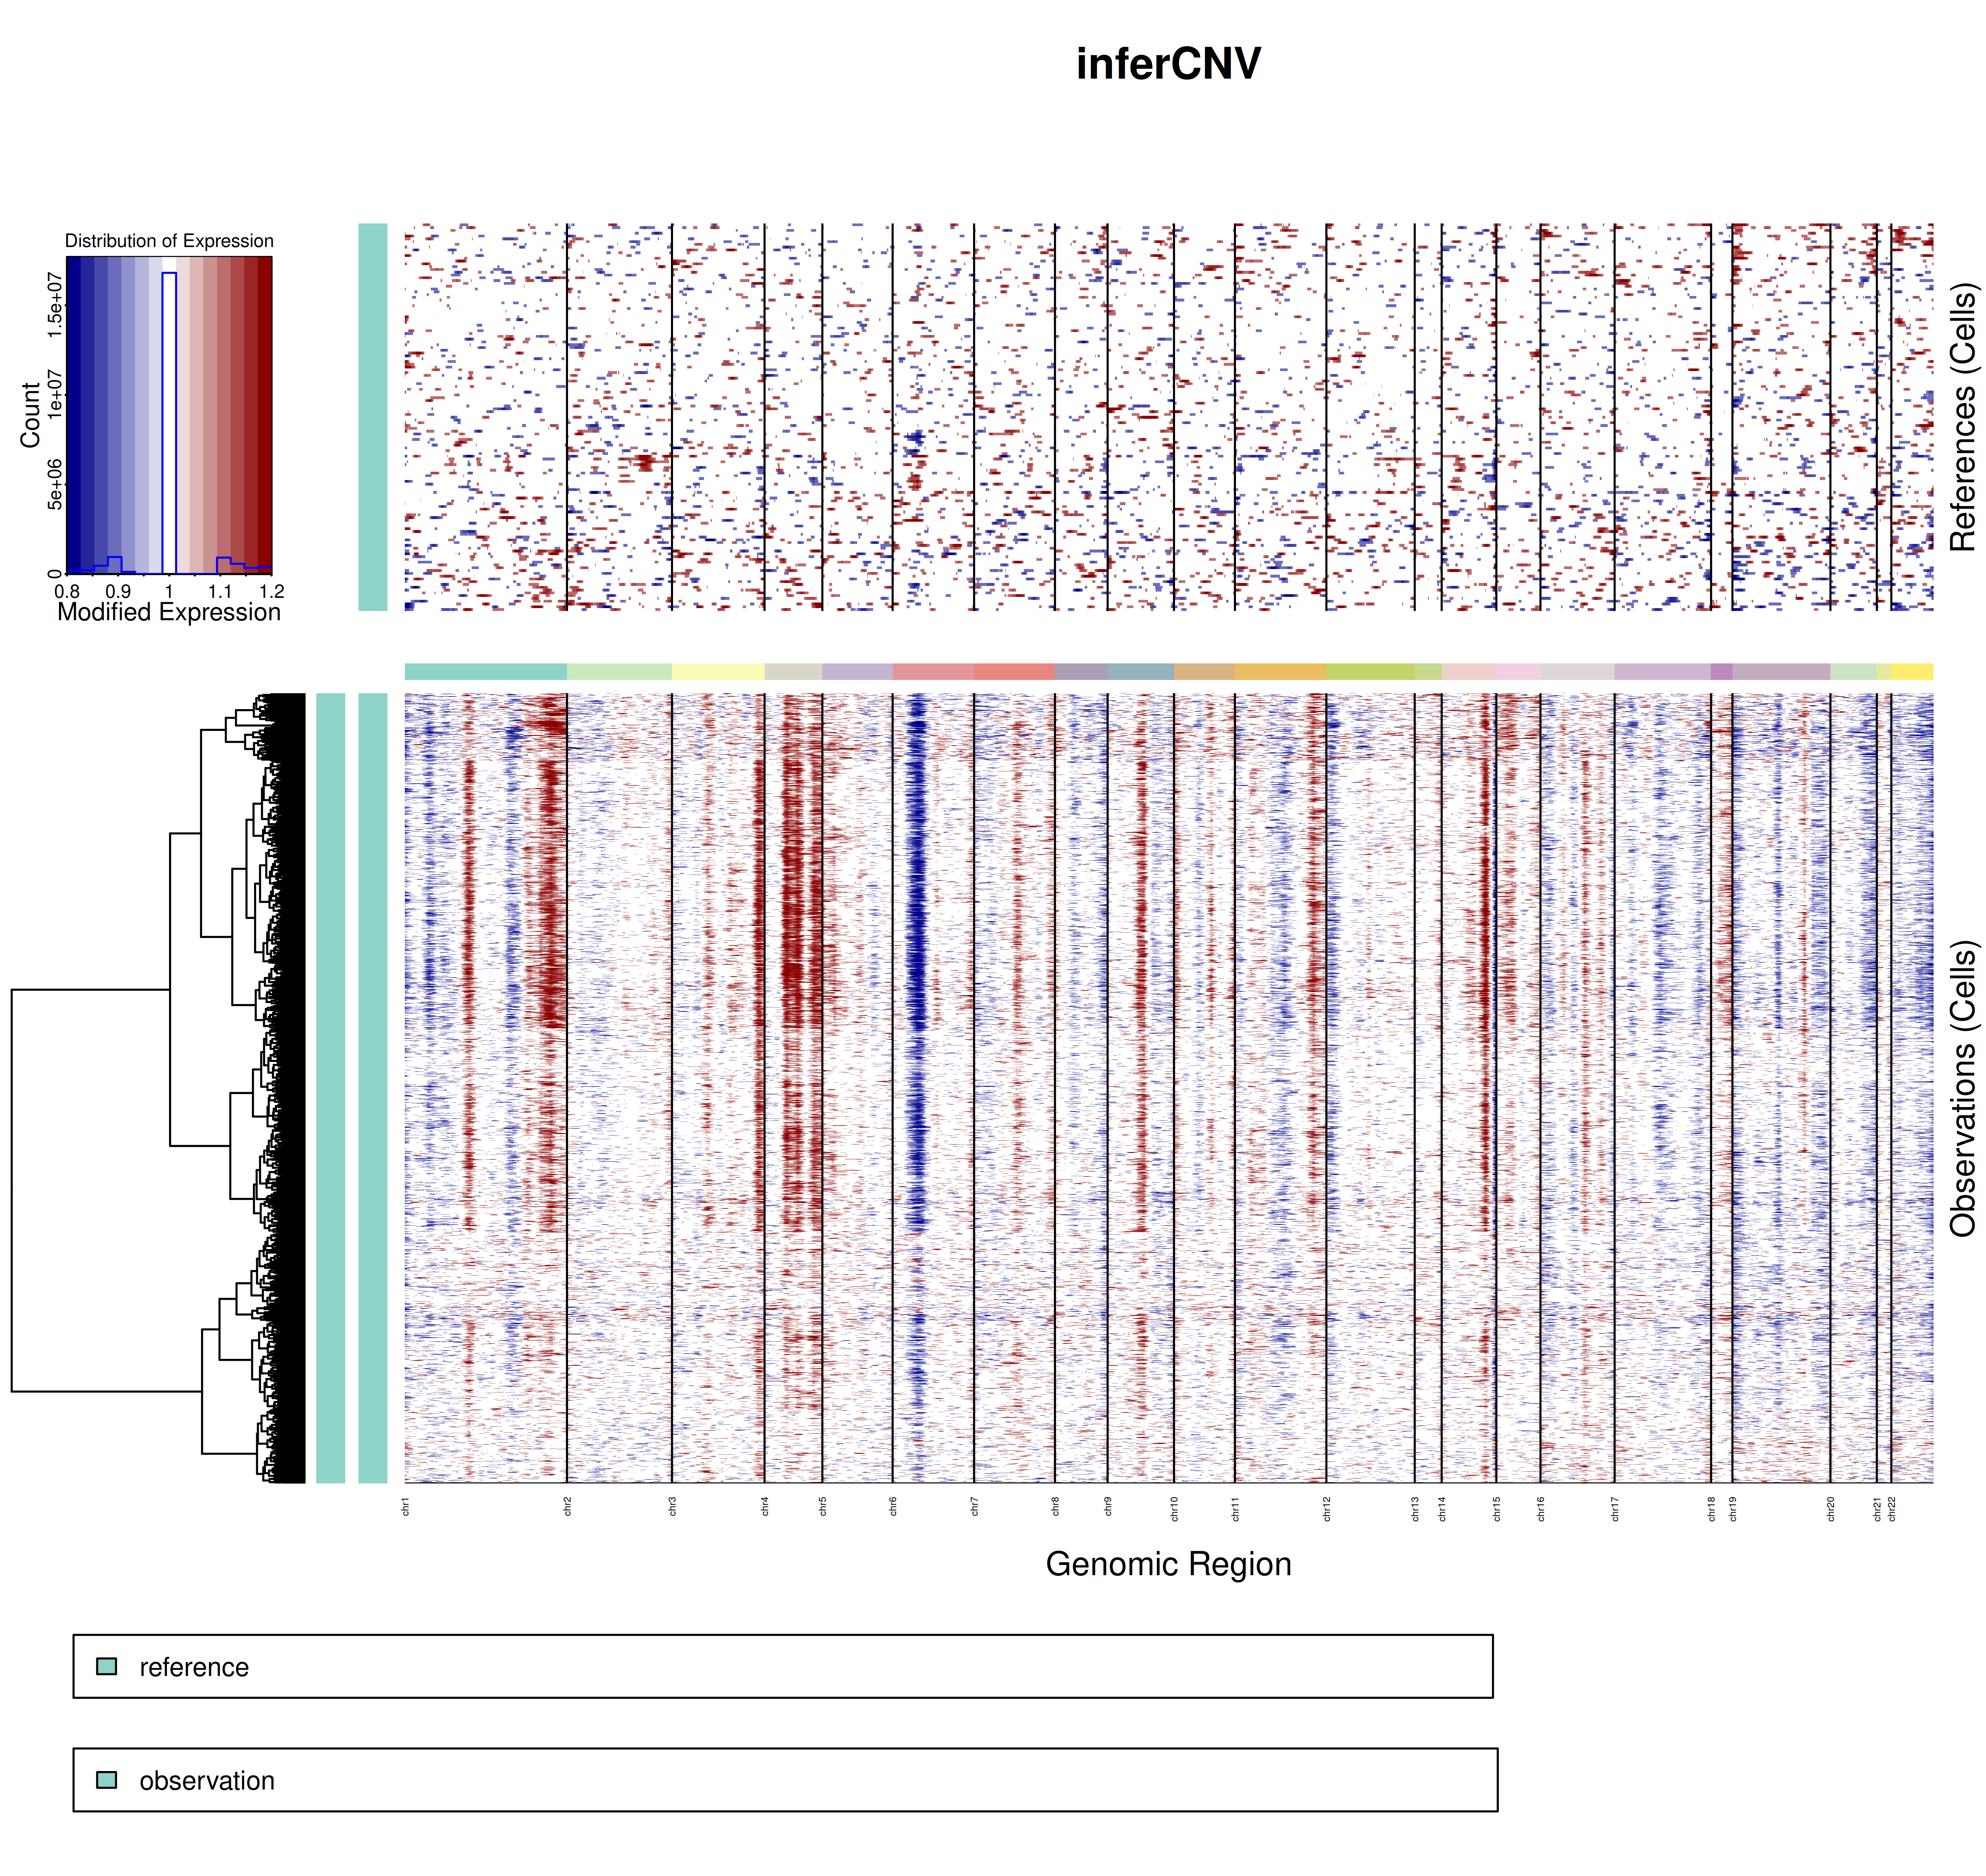 inferCNV
Distribution of Expression
Count
0
5e+06
1e+07
1.5e+07
0.8 0.9 1 1.1 1.2
Modified Expression
References (Cells)
Observations (Cells)
chr1 chr2 chr3 chr4 chr5 chr6 chr7 chr8 chr9 chr10 chr11 chr12 chr13 chr14 chr15 chr16 chr17 chr18 chr19 chr20 chr21 chr22
Genomic Region
reference
observation